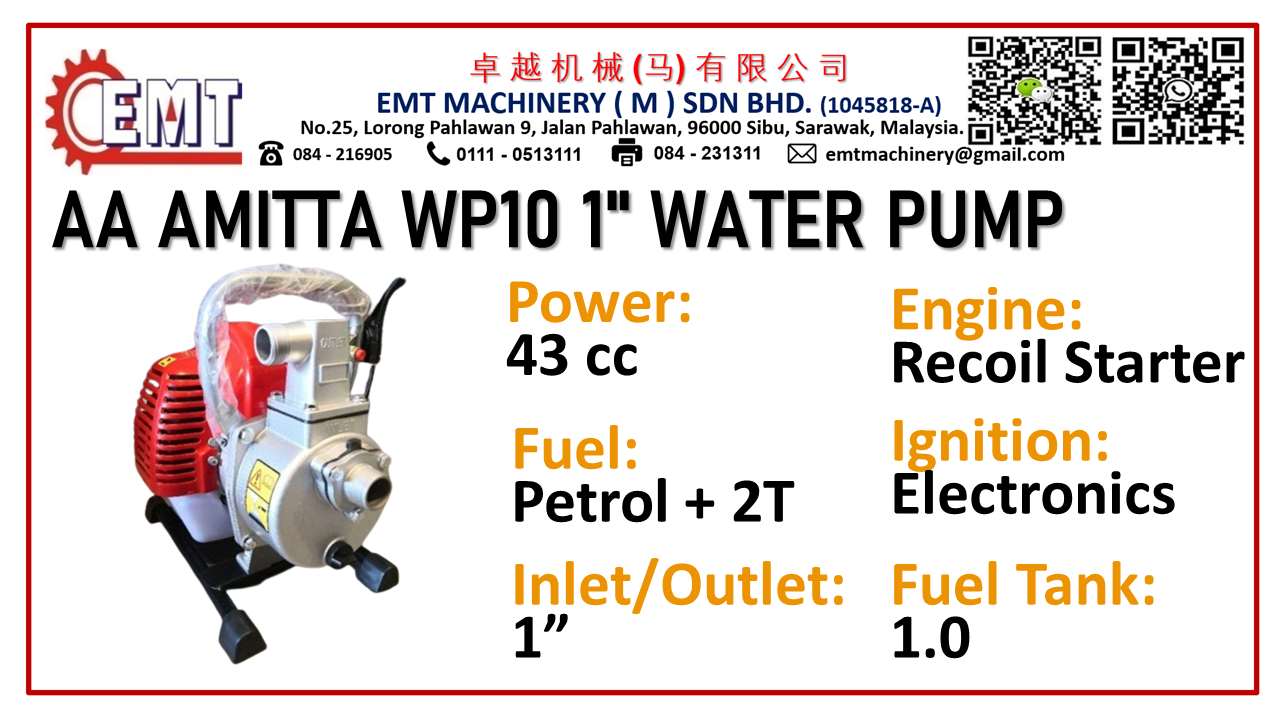 EMT
卓越机械(马)有限公司
EMT MACHINERY ( M ) SDN BHD. (1045818-A)
No.25, Lorong Pahlawan 9, Jalan Pahlawan, 96000 Sibu, Sarawak, Malaysia.
084 - 216905 0111 - 0513111 084 - 231311 emtmachinery@gmail.com
AA AMITTA WP10 1" WATER PUMP
Power:
43 cc
Engine:
Recoil Starter
Fuel:
Petrol + 2T
Ignition:
Electronics
Inlet/Outlet:
1”
Fuel Tank:
1.0